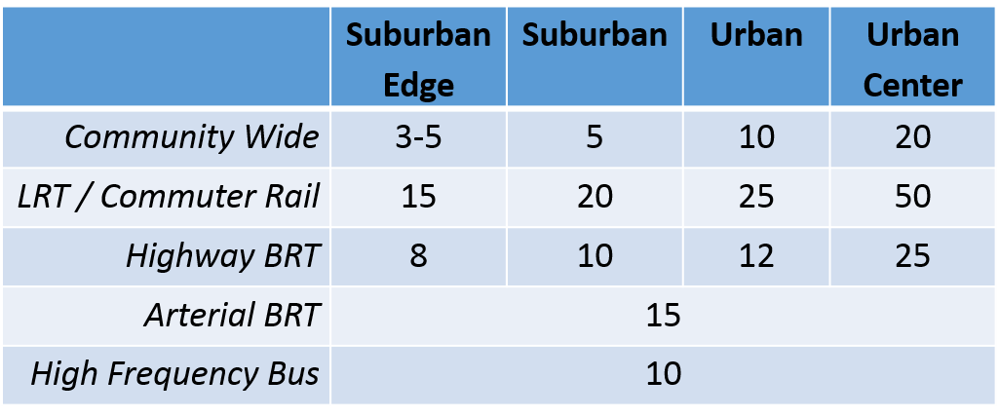 Suburban Edge Suburban Urban Urban Center
Community Wide 3-5 5 10 20
LRT / Commuter Rail 15 20 25 50
Highway BRT 8 10 12 25
Arterial BRT 15
High Frequency Bus 10